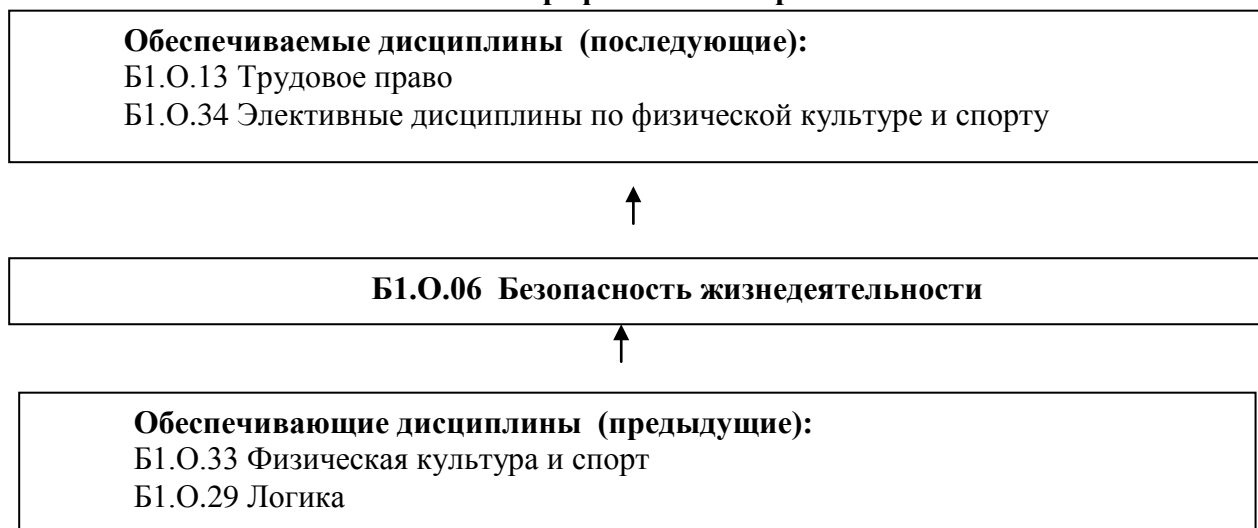 Обеспечиваемые дисциплины (последующие):
Б1.О.13 Трудовое право
Б1.О.34 Элективные дисциплины по физической культуре и спорту
Б1.О.06 Безопасность жизнедеятельности
Обеспечивающие дисциплины (предыдущие):
Б1.О.33 Физическая культура и спорт
Б1.О.29 Логика